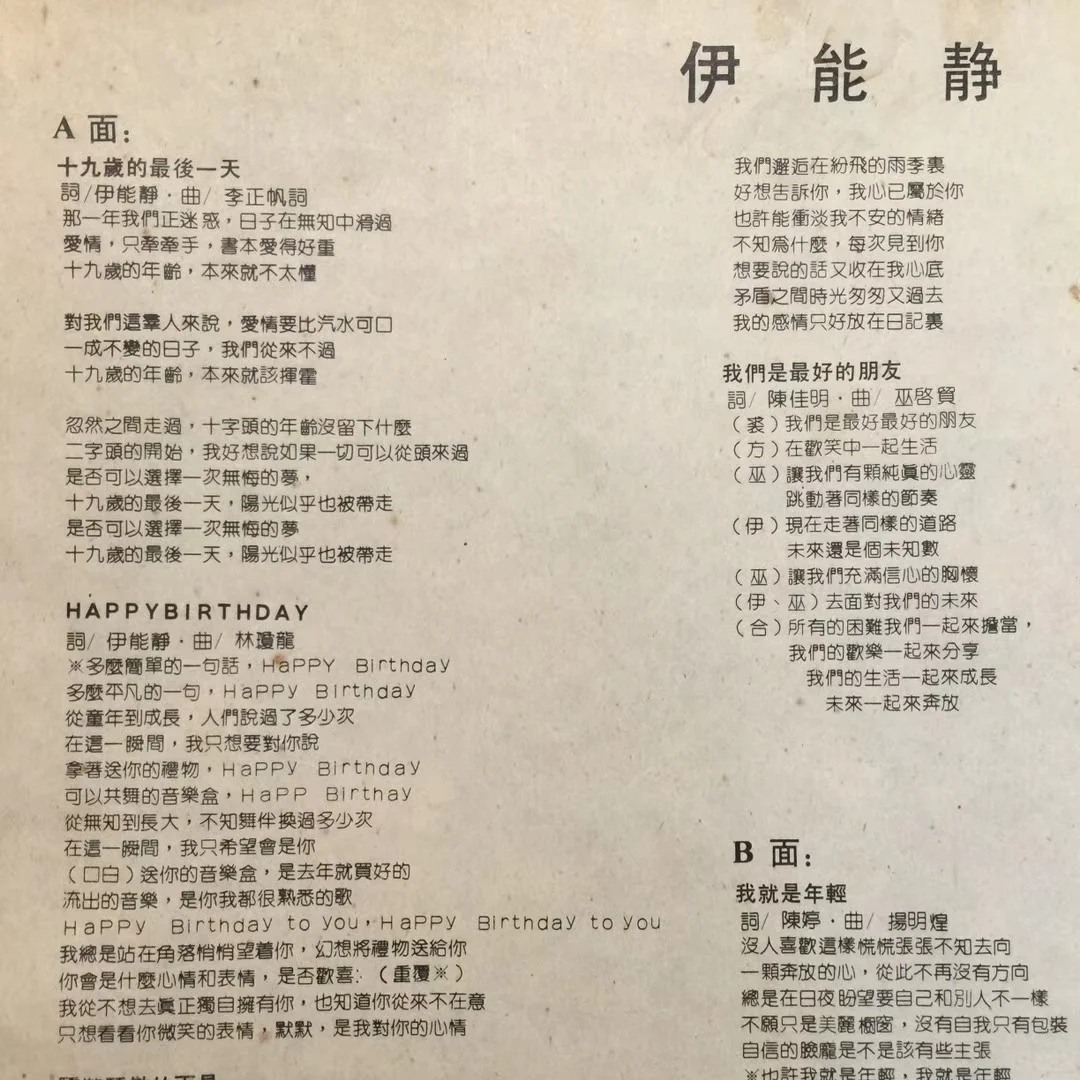 伊能静
A面：
十九歲的最後一天
詞/伊能靜·曲/ 李正帆詞
那一年我們正迷惑，日子在無知中滑過
愛情，只牽牽手，書本愛得好重
十九歲的年齡，本來就不太懂
對我們這羣人來說，愛情要比汽水可口
一成不變的日子，我們從來不過
十九歲的年齡，本來就該揮霍
忽然之間走過，十字頭的年齡沒留下什麼
二字頭的開始，我好想說如果一切可以從頭來過
是否可以選擇一次無悔的夢，
十九歲的最後一天，陽光似乎也被帶走
是否可以選擇一次無悔的夢
十九歲的最後一天，陽光似乎也被帶走
HAPPYBIRTHDAY
詞/ 伊能靜·曲/ 林瓊龍
※多麼簡單的一句話，HaPPY Birthday
多麼平凡的一句，HaPPy Birthday
從童年到成長，人們說過了多少次
在這一瞬間，我只想要對你說
拿著送你的禮物，HaPPy Birthday
可以共舞的音樂盒，HaPP Birthay
從無知到長大，不知舞伴換過多少次
在這一瞬間，我只希望會是你
（口白）送你的音樂盒，是去年就買好的
流出的音樂，是你我都很熟悉的歌
HaPPy Birthday to you，HaPPy Birthday to you
我總是站在角落悄悄望着你，幻想將禮物送給你
你會是什麼心情和表情，是否歡喜：（重覆※）
我從不想去眞正獨自擁有你，也知道你從來不在意
只想看看你微笑的表情，默默，是我對你的心情
我們邂逅在紛飛的雨季裏
好想告訴你，我心已屬於你
也許能衝淡我不安的情緒
不知為什麼，每次見到你
想要說的話又收在我心底
矛盾之間時光匆匆又過去
我的感情只好放在日記裏
我們是最好的朋友
詞/ 陳佳明·曲/ 巫啓賢
（裘）我們是最好最好的朋友
（方）在歡笑中一起生活
（巫）讓我們有顆純眞的心靈
跳動著同樣的節奏
（伊）現在走著同樣的道路
未來還是個未知數
（巫）讓我們充滿信心的胸懷
（伊、巫）去面對我們的未來
（合）所有的困難我們一起來擔當，
我們的歡樂一起來分享
我們的生活一起來成長
未來一起來奔放
B 面：
我就是年輕
詞/ 陳婷·曲/ 揚明煌
沒人喜歡這樣慌慌張張不知去向
一顆奔放的心，從此不再沒有方向
總是在日夜盼望要自己和別人不一樣
不願只是美麗櫥窗，沒有自我只有包裝
自信的臉龐是不是該有些主張
※也許我就是年輕，我就是年輕